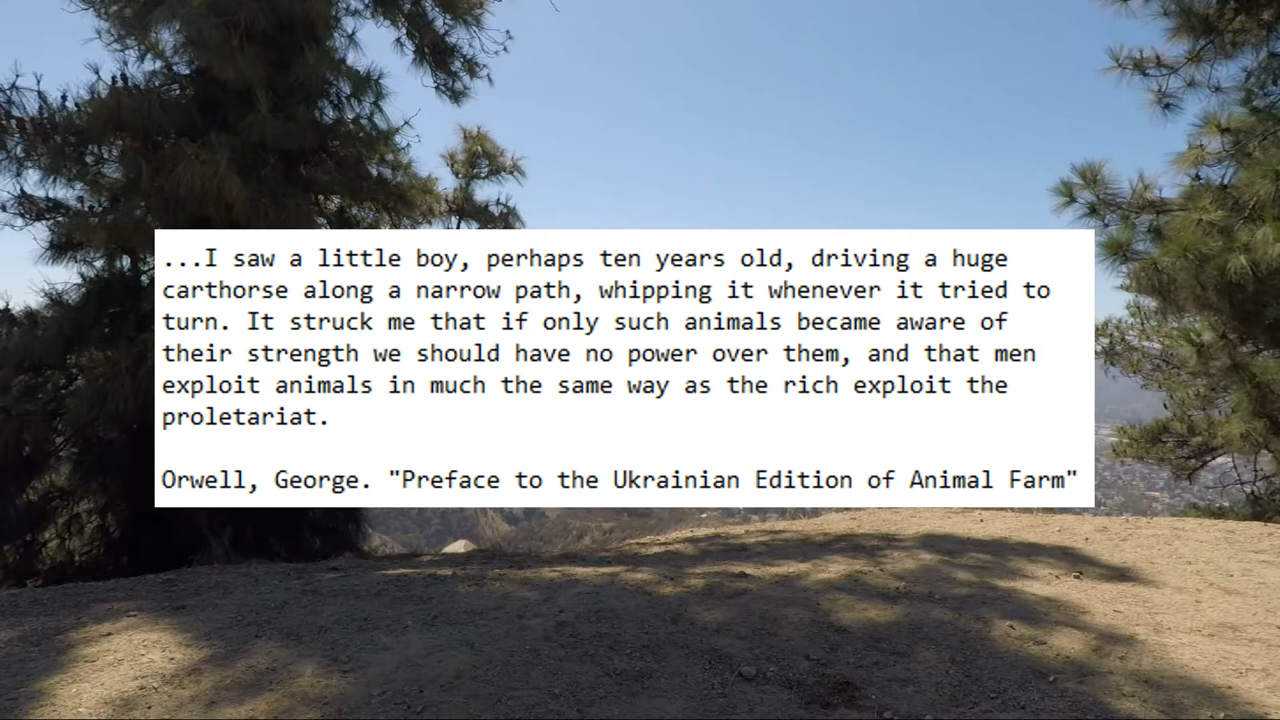 ...I saw a little boy, perhaps ten years old, driving a huge
carthorse along a narrow path, whipping it whenever it tried to
turn. It struck me that if only such animals became aware of
their strength we should have no power over them, and that men
exploit animals in much the same way as the rich exploit the
proletariat.
Orwell, George. "Preface to the Ukrainian Edition of Animal Farm"